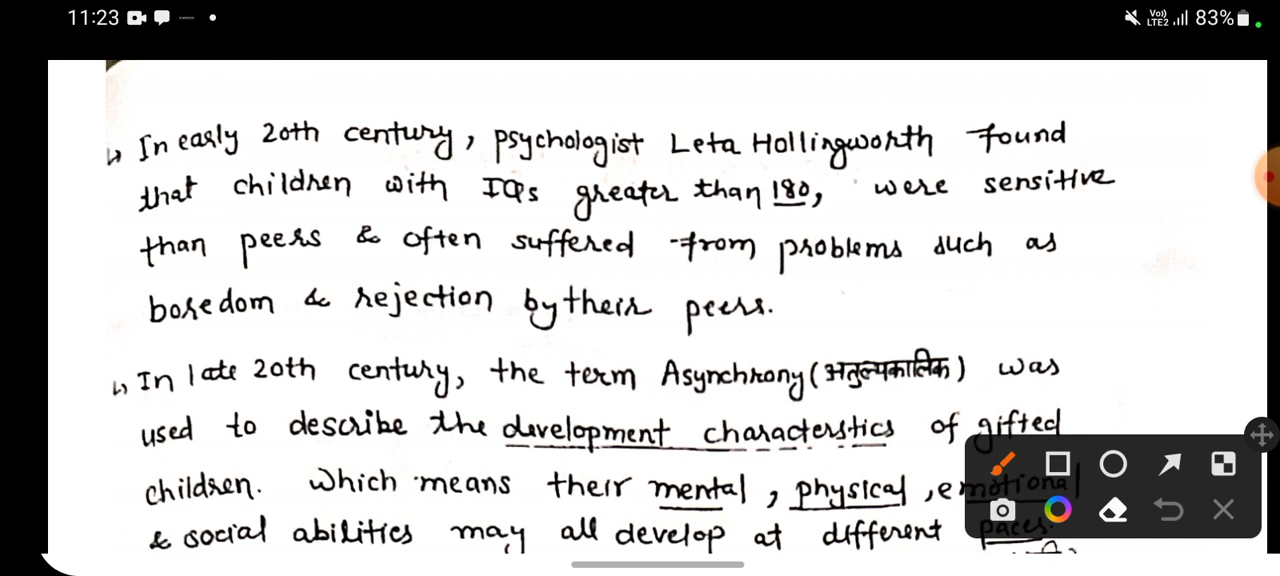 11:23
Vo) LTE2 83%
↳ In early 20th century, psychologist Leta Hollingworth found
that children with IQs greater than 180, were sensitive
than peers & often suffered from problems such as
boredom & rejection by their peers.
↳ In late 20th century, the term Asynchrony (अतुल्यकालिक) was
used to describe the development characterstics of gifted
children. Which means their mental, physical, emotional
& social abilities may all develop at different paces.